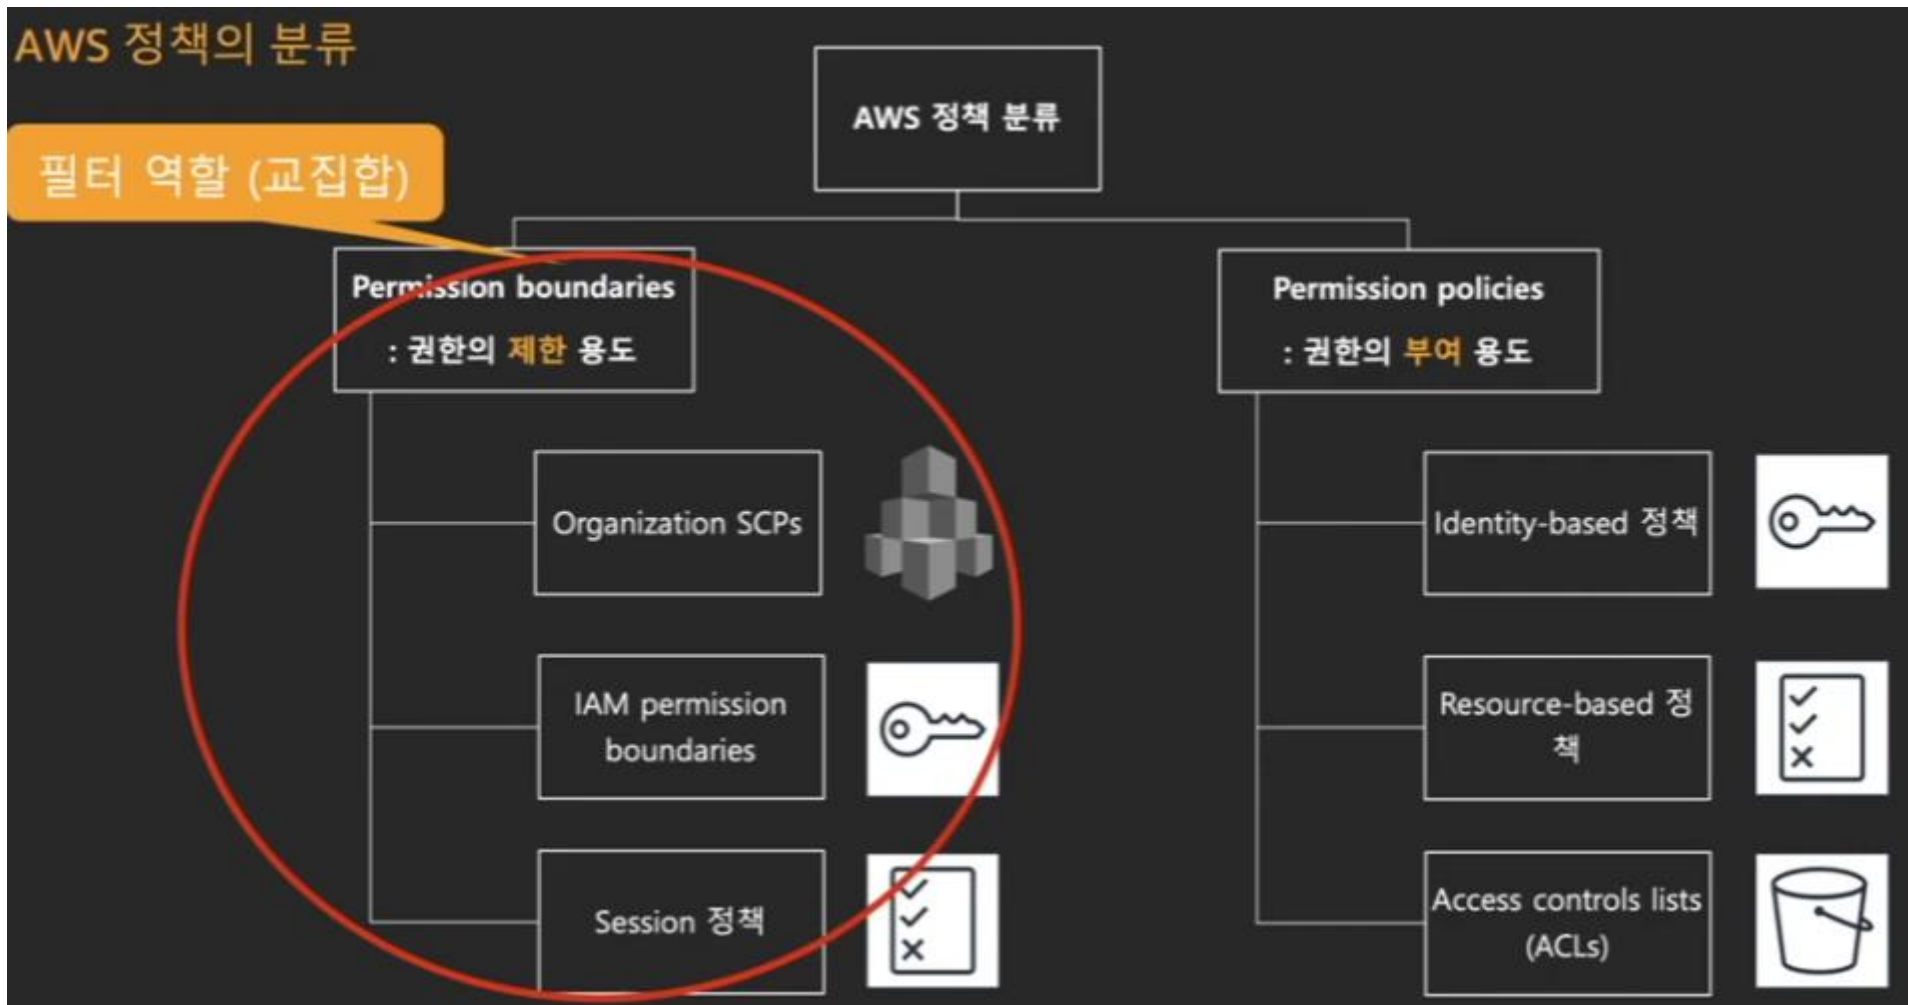 AWS 정책의 분류
AWS 정책 분류
필터 역할 (교집합)
Permission boundaries
: 권한의 제한 용도
Permission policies
: 권한의 부여 용도
Organization SCPs
Identity-based 정책
IAM permission
boundaries
Resource-based 정
책
Session 정책
Access controls lists
(ACLs)